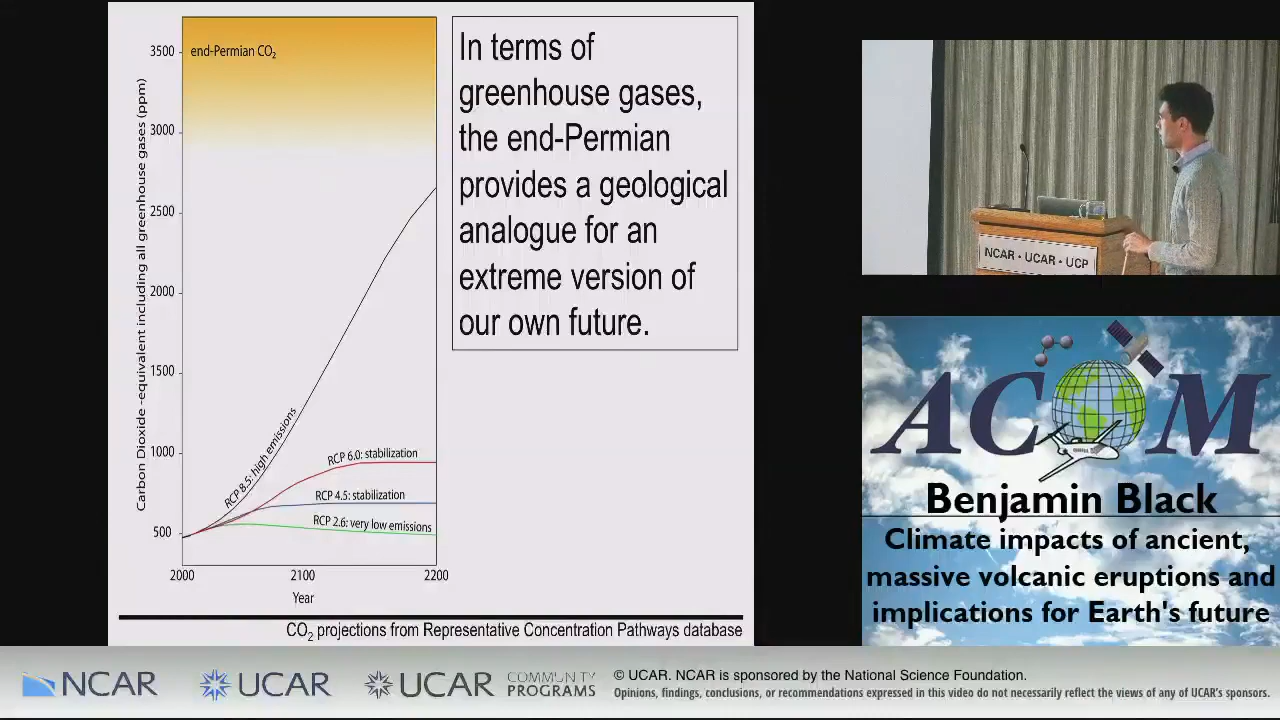 end-Permian CO₂
3500
3000
2500
2000
1500
1000
500
Carbon Dioxide -equivalent including all greenhouse gases (ppm)
RCP 8.5: high emissions
RCP 6.0: stabilization
RCP 4.5: stabilization
RCP 2.6: very low emissions
2000 2100 2200
Year
In terms of
greenhouse gases,
the end-Permian
provides a geological
analogue for an
extreme version of
our own future.
CO₂ projections from Representative Concentration Pathways database
NCAR • UCAR • UCP
ACOM
Benjamin Black
Climate impacts of ancient,
massive volcanic eruptions and
implications for Earth's future
NCAR
UCAR
UCAR COMMUNITY
PROGRAMS
© UCAR. NCAR is sponsored by the National Science Foundation.
Opinions, findings, conclusions, or recommendations expressed in this video do not necessarily reflect the views of any of UCAR's sponsors.